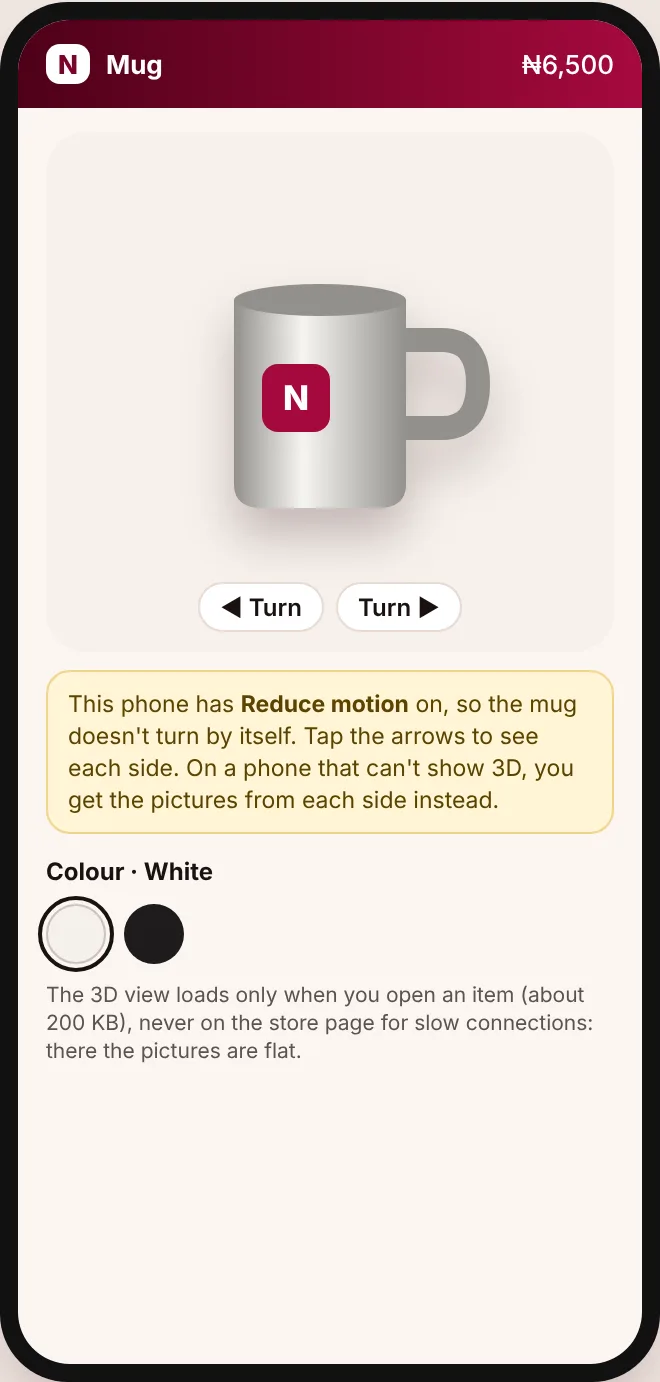 N Mug ₦6,500
N
◀ Turn Turn ▶
This phone has Reduce motion on, so the mug
doesn't turn by itself. Tap the arrows to see
each side. On a phone that can't show 3D, you
get the pictures from each side instead.
Colour · White
The 3D view loads only when you open an item (about
200 KB), never on the store page for slow connections:
there the pictures are flat.